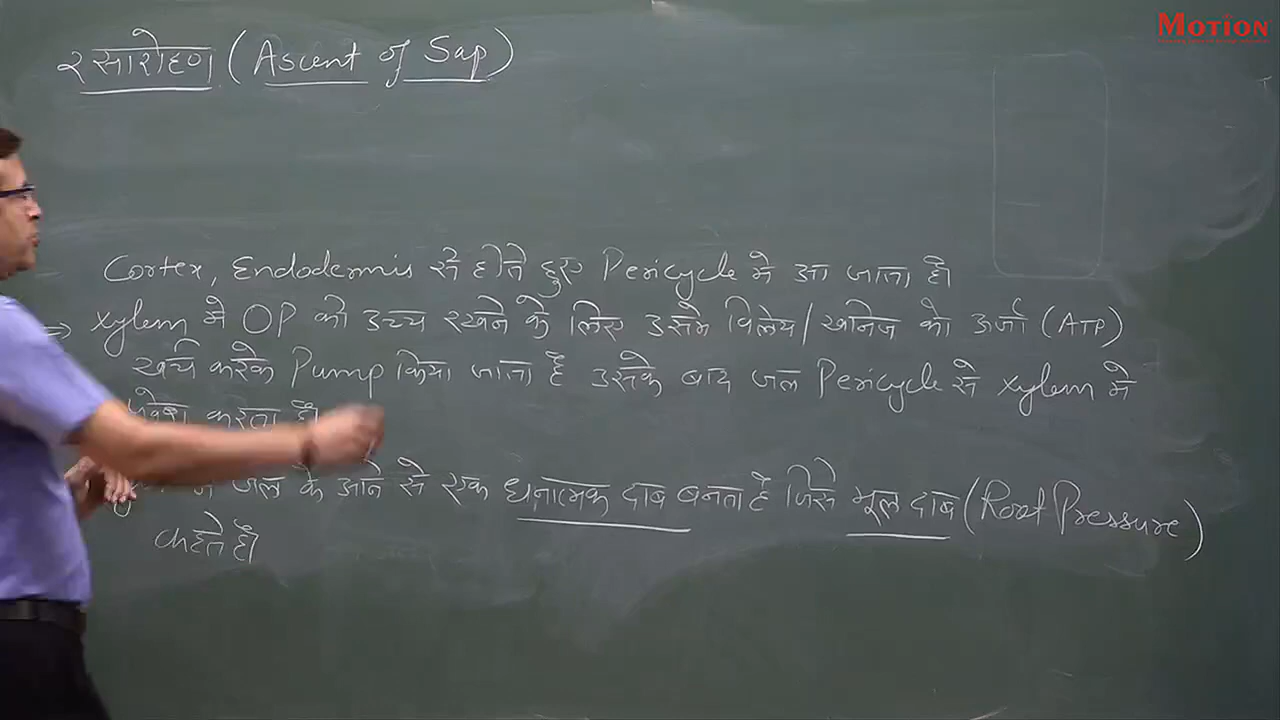 MOTION
रसारोहण (Ascent of Sap)
Cortex, Endodermis से होते हुए Pericycle मे आ जाता है।
⇒ Xylem मे OP को उच्च रखने के लिए उसमे विलेय/खनिज को ऊर्जा (ATP)
खर्च करके Pump किया जाता है उसके बाद जल Pericycle से Xylem मे
प्रवेश करता है।
जल के आने से एक धनात्मक दाब बनता है जिसे मूल दाब (Root Pressure)
कहते है।